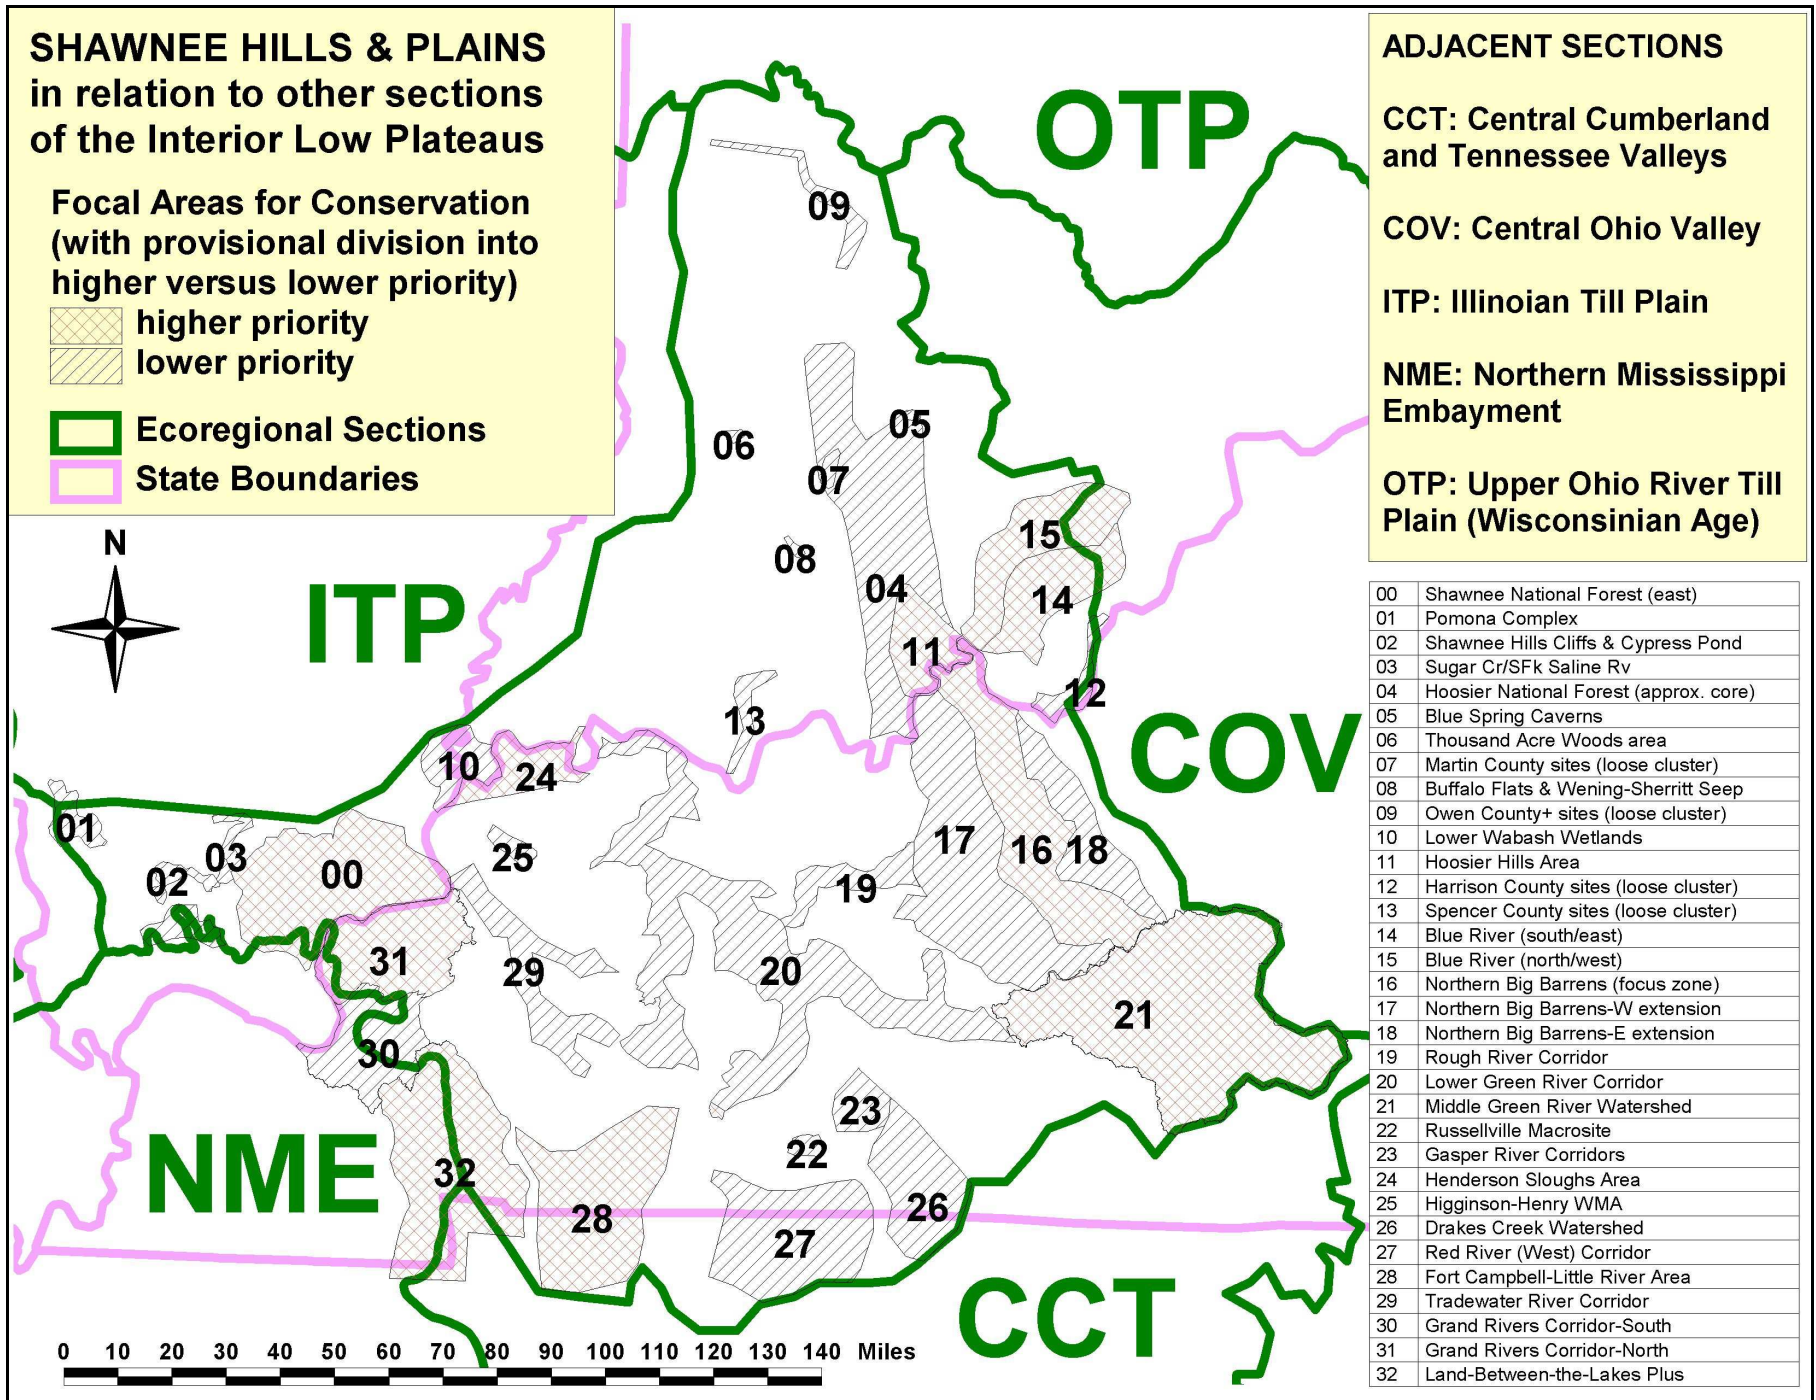 SHAWNEE HILLS & PLAINS
in relation to other sections
of the Interior Low Plateaus
Focal Areas for Conservation
(with provisional division into
higher versus lower priority)
higher priority
lower priority
Ecoregional Sections
State Boundaries
N
ADJACENT SECTIONS
CCT: Central Cumberland
and Tennessee Valleys
COV: Central Ohio Valley
ITP: Illinoian Till Plain
NME: Northern Mississippi
Embayment
OTP: Upper Ohio River Till
Plain (Wisconsinian Age)
OTP
ITP
COV
NME
CCT
09
05
06
07
15
08
04
14
11
12
13
10
24
01
25
17
16
18
03
00
02
19
31
29
20
21
30
23
22
32
26
28
27
00 Shawnee National Forest (east)
01 Pomona Complex
02 Shawnee Hills Cliffs & Cypress Pond
03 Sugar Cr/SFk Saline Rv
04 Hoosier National Forest (approx. core)
05 Blue Spring Caverns
06 Thousand Acre Woods area
07 Martin County sites (loose cluster)
08 Buffalo Flats & Wening-Sherritt Seep
09 Owen County+ sites (loose cluster)
10 Lower Wabash Wetlands
11 Hoosier Hills Area
12 Harrison County sites (loose cluster)
13 Spencer County sites (loose cluster)
14 Blue River (south/east)
15 Blue River (north/west)
16 Northern Big Barrens (focus zone)
17 Northern Big Barrens-W extension
18 Northern Big Barrens-E extension
19 Rough River Corridor
20 Lower Green River Corridor
21 Middle Green River Watershed
22 Russellville Macrosite
23 Gasper River Corridors
24 Henderson Sloughs Area
25 Higginson-Henry WMA
26 Drakes Creek Watershed
27 Red River (West) Corridor
28 Fort Campbell-Little River Area
29 Tradewater River Corridor
30 Grand Rivers Corridor-South
31 Grand Rivers Corridor-North
32 Land-Between-the-Lakes Plus
0 10 20 30 40 50 60 70 80 90 100 110 120 130 140 Miles